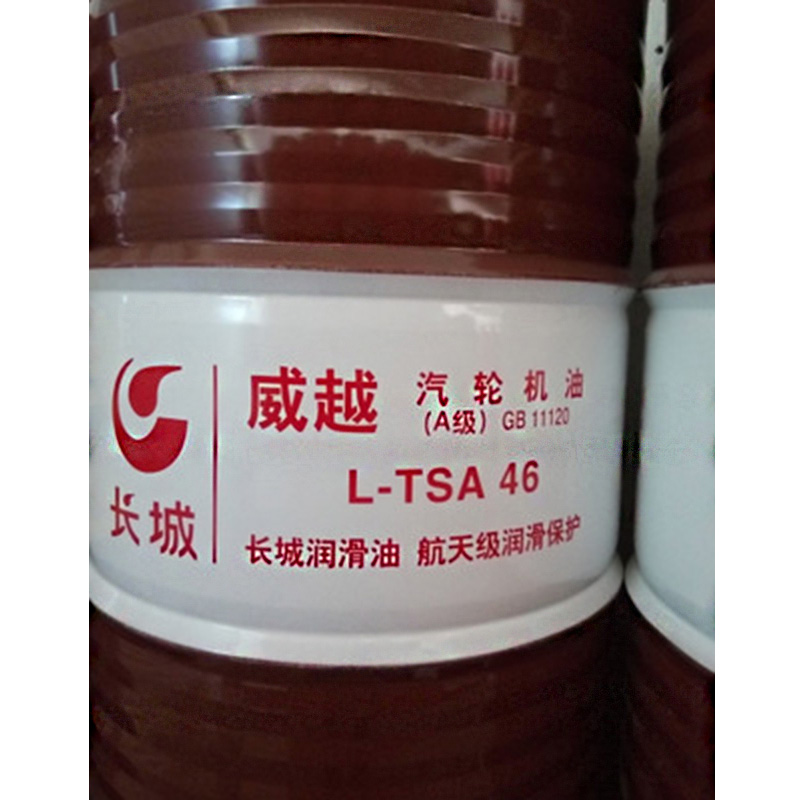 长城
威越 汽轮机油
(A级) GB 11120
L-TSA 46
长城润滑油 航天级润滑保护